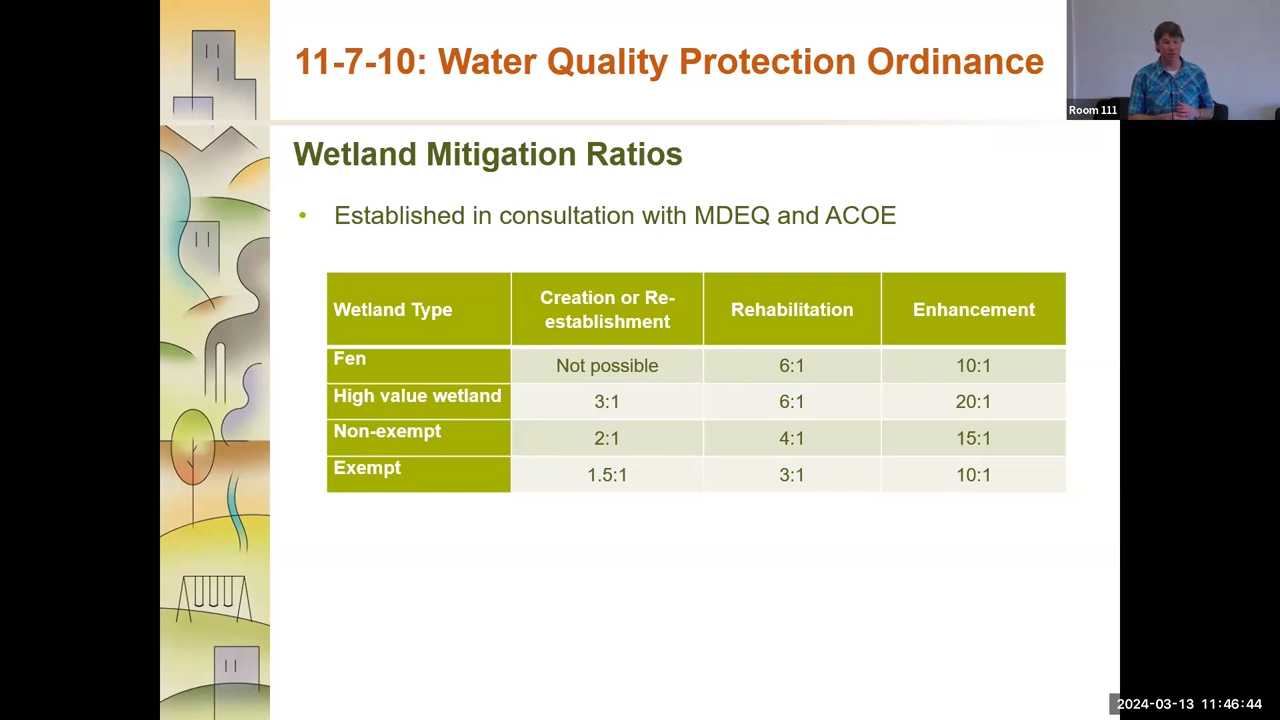 11-7-10: Water Quality Protection Ordinance
Room 111
Wetland Mitigation Ratios
• Established in consultation with MDEQ and ACOE
Wetland Type
Creation or Re-
establishment
Rehabilitation
Enhancement
Fen
Not possible
6:1
10:1
High value wetland
3:1
6:1
20:1
Non-exempt
2:1
4:1
15:1
Exempt
1.5:1
3:1
10:1
2024-03-13 11:46:44